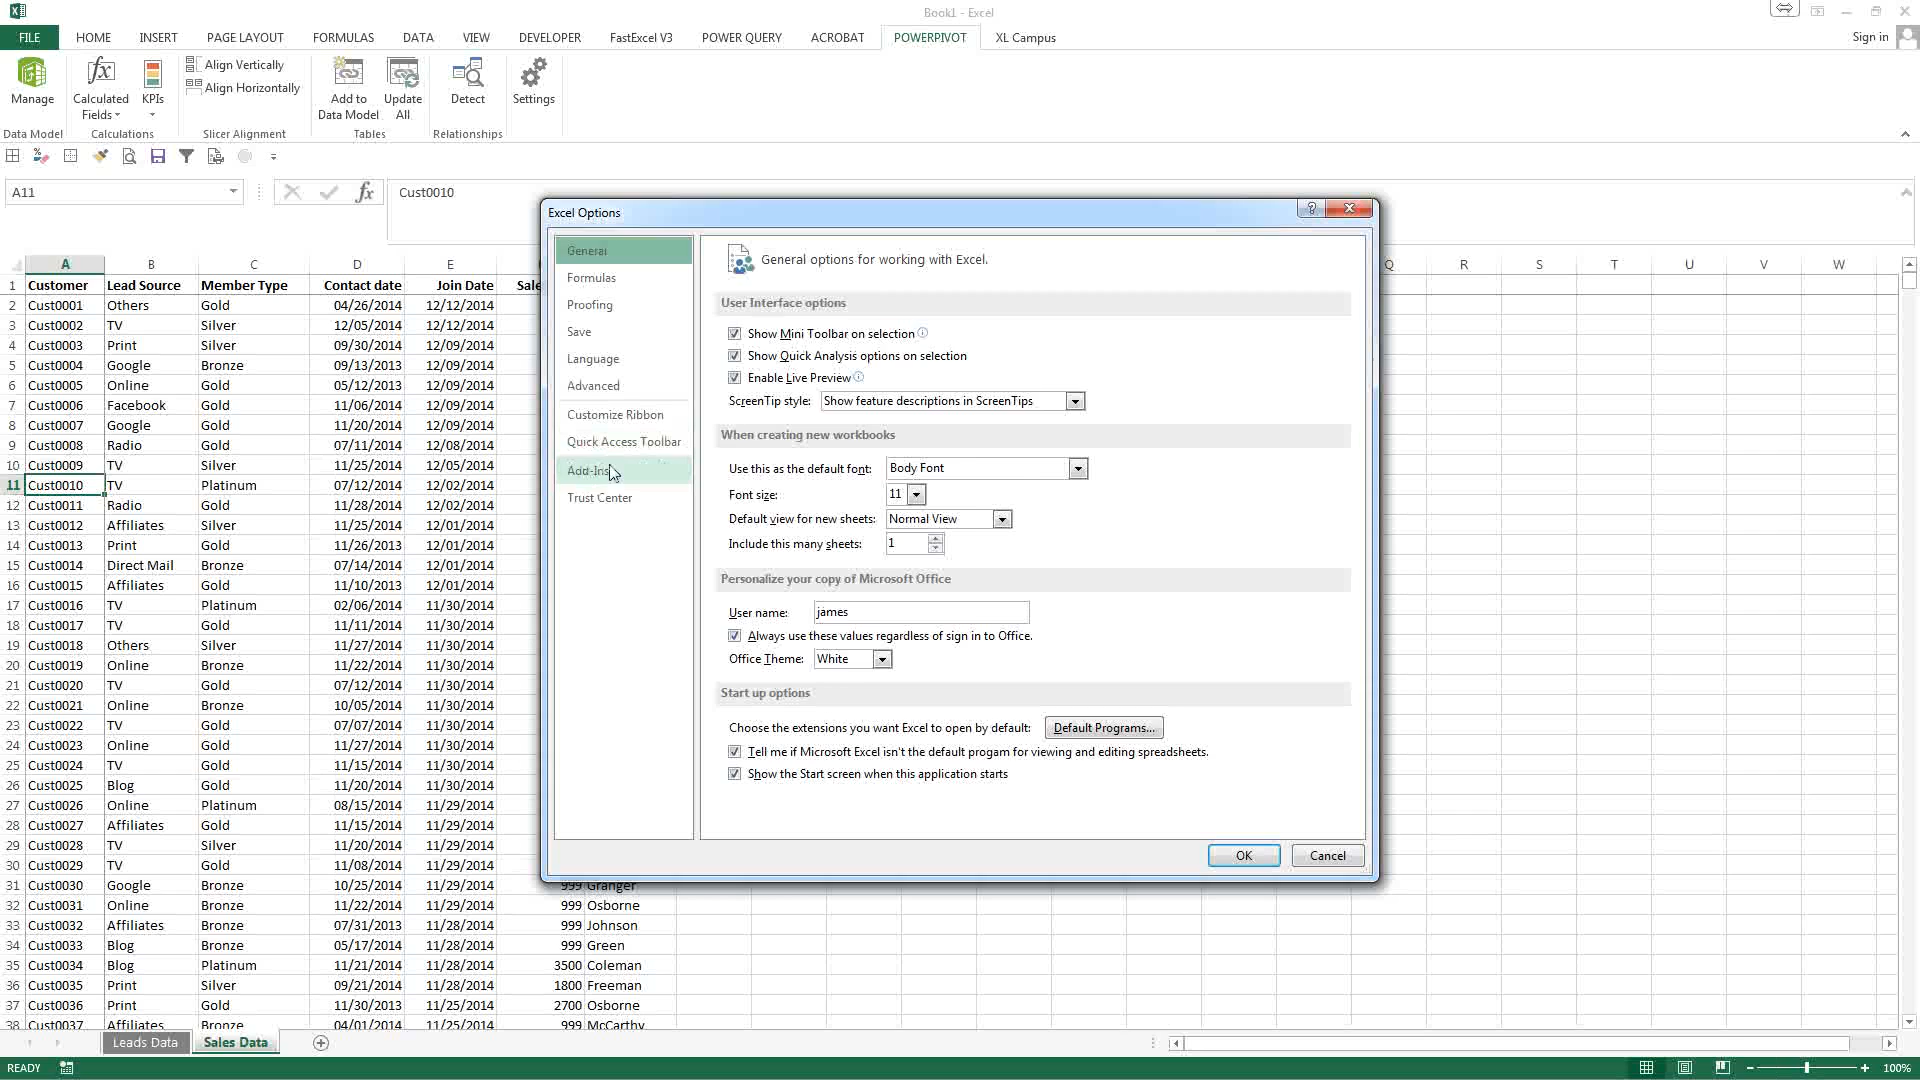 Book1 - Excel
FILE HOME INSERT PAGE LAYOUT FORMULAS DATA VIEW DEVELOPER FastExcel V3 POWER QUERY ACROBAT POWERPIVOT XL Campus Sign in
Manage
Calculated Fields
KPIs
Align Vertically
Align Horizontally
Add to Data Model
Update All
Detect
Settings
Data Model Calculations Slicer Alignment Tables Relationships
A11 fx Cust0010
Excel Options
General
Formulas
Proofing
Save
Language
Advanced
Customize Ribbon
Quick Access Toolbar
Add-Ins
Trust Center
General options for working with Excel.
User Interface options
Show Mini Toolbar on selection
Show Quick Analysis options on selection
Enable Live Preview
ScreenTip style: Show feature descriptions in ScreenTips
When creating new workbooks
Use this as the default font: Body Font
Font size: 11
Default view for new sheets: Normal View
Include this many sheets: 1
Personalize your copy of Microsoft Office
User name: james
Always use these values regardless of sign in to Office.
Office Theme: White
Start up options
Choose the extensions you want Excel to open by default: Default Programs...
Tell me if Microsoft Excel isn't the default progam for viewing and editing spreadsheets.
Show the Start screen when this application starts
OK Cancel
A B C D E Q R S T U V W
1 Customer Lead Source Member Type Contact date Join Date Sale
2 Cust0001 Others Gold 04/26/2014 12/12/2014
3 Cust0002 TV Silver 12/05/2014 12/12/2014
4 Cust0003 Print Silver 09/30/2014 12/09/2014
5 Cust0004 Google Bronze 09/13/2013 12/09/2014
6 Cust0005 Online Gold 05/12/2013 12/09/2014
7 Cust0006 Facebook Gold 11/06/2014 12/09/2014
8 Cust0007 Google Gold 11/20/2014 12/09/2014
9 Cust0008 Radio Gold 07/11/2014 12/08/2014
10 Cust0009 TV Silver 11/25/2014 12/05/2014
11 Cust0010 TV Platinum 07/12/2014 12/02/2014
12 Cust0011 Radio Gold 11/28/2014 12/02/2014
13 Cust0012 Affiliates Silver 11/25/2014 12/01/2014
14 Cust0013 Print Gold 11/26/2013 12/01/2014
15 Cust0014 Direct Mail Bronze 07/14/2014 12/01/2014
16 Cust0015 Affiliates Gold 11/10/2013 12/01/2014
17 Cust0016 TV Platinum 02/06/2014 11/30/2014
18 Cust0017 TV Gold 11/11/2014 11/30/2014
19 Cust0018 Others Silver 11/27/2014 11/30/2014
20 Cust0019 Online Bronze 11/22/2014 11/30/2014
21 Cust0020 TV Gold 07/12/2014 11/30/2014
22 Cust0021 Online Bronze 10/05/2014 11/30/2014
23 Cust0022 TV Gold 07/07/2014 11/30/2014
24 Cust0023 Online Gold 11/27/2014 11/30/2014
25 Cust0024 TV Gold 11/15/2014 11/30/2014
26 Cust0025 Blog Gold 11/20/2014 11/30/2014
27 Cust0026 Online Platinum 08/15/2014 11/29/2014
28 Cust0027 Affiliates Gold 11/15/2014 11/29/2014
29 Cust0028 TV Silver 11/20/2014 11/29/2014
30 Cust0029 TV Gold 11/08/2014 11/29/2014
31 Cust0030 Google Bronze 10/25/2014 11/29/2014 999 Granger
32 Cust0031 Online Bronze 11/22/2014 11/29/2014 999 Osborne
33 Cust0032 Affiliates Bronze 07/31/2013 11/28/2014 999 Johnson
34 Cust0033 Blog Bronze 05/17/2014 11/28/2014 999 Green
35 Cust0034 Blog Platinum 11/21/2014 11/28/2014 3500 Coleman
36 Cust0035 Print Silver 09/21/2014 11/28/2014 1800 Freeman
37 Cust0036 Print Gold 11/30/2013 11/25/2014 2700 Osborne
38 Cust0037 Affiliates Bronze 04/01/2014 11/25/2014 999 McCarthy
Leads Data Sales Data
READY 100%